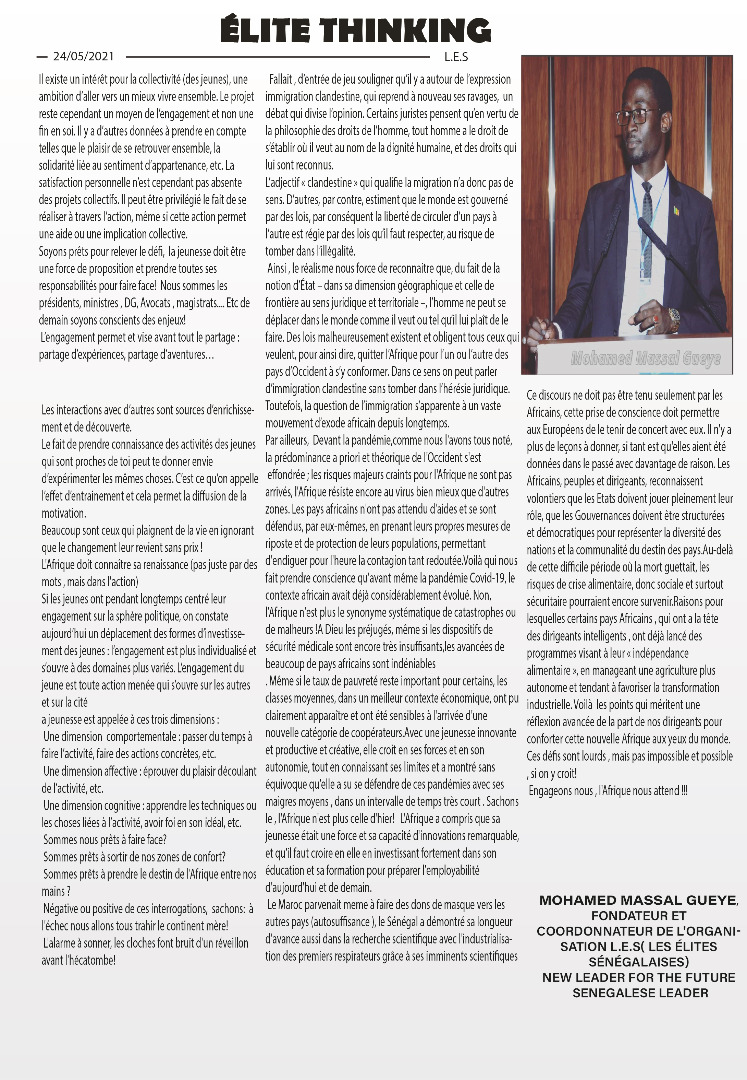 ÉLITE THINKING
24/05/2021
L.E.S
Il existe un intérét pour la collectivité (des jeunes), une
ambition d'aller vers un mieux vivre ensemble. Le projet
reste cependant un moyen de l'engagement et non une
fin en soi. Il y a d'autres données à prendre en compte
telles que le plaisir de se retrouver ensemble, la
solidarité liée au sentiment d'appartenance, etc. La
satisfaction personnelle n'est cependant pas absente
des projets collectifs. Il peut être privilégié le fait de se
réaliser à travers l'action, même si cette action permet
une aide ou une implication collective.
Soyons prêts pour relever le défi, la jeunesse doit être
une force de proposition et prendre toutes ses
responsabilités pour faire face! Nous sommes les
présidents, ministres , DG, Avocats , magistrats.... Etc de
demain soyons conscients des enjeux!
L'engagement permet et vise avant tout le partage :
partage d'expériences, partage d'aventures…
Les interactions avec d'autres sont sources d'enrichisse-
ment et de découverte.
Le fait de prendre connaissance des activités des jeunes
qui sont proches de toi peut te donner envie
d'expérimenter les mêmes choses. C'est ce qu'on appelle
l'effet d'entrainement et cela permet la diffusion de la
motivation.
Beaucoup sont ceux qui plaignent de la vie en ignorant
que le changement leur revient sans prix !
L'Afrique doit connaître sa renaissance (pas juste par des
mots , mais dans l'action)
Si les jeunes ont pendant longtemps centré leur
engagement sur la sphère politique, on constate
aujourd'hui un déplacement des formes d'investisse-
ment des jeunes : l'engagement est plus individualisé et
s'ouvre à des domaines plus variés. L'engagement du
jeune est toute action menée qui s'ouvre sur les autres
et sur la cité
a jeunesse est appelée à ces trois dimensions :
Une dimension comportementale : passer du temps à
faire l'activité, faire des actions concrètes, etc.
Une dimension affective : éprouver du plaisir découlant
de l'activité, etc.
Une dimension cognitive : apprendre les techniques ou
les choses liées à l'activité, avoir foi en son idéal, etc.
Sommes nous prêts à faire face?
Sommes prêts à sortir de nos zones de confort?
Sommes prêts à prendre le destin de l'Afrique entre nos
mains ?
Négative ou positive de ces interrogations, sachons: à
l'échec nous allons tous trahir le continent mère!
L'alarme à sonner, les cloches font bruit d'un réveillon
avant l'hécatombe!
Fallait , d'entrée de jeu souligner qu'il y a autour de l'expression
immigration clandestine, qui reprend à nouveau ses ravages, un
débat qui divise l'opinion. Certains juristes pensent qu'en vertu de
la philosophie des droits de l'homme, tout homme a le droit de
s'établir où il veut au nom de la dignité humaine, et des droits qui
lui sont reconnus.
L'adjectif « clandestine » qui qualifie la migration n'a donc pas de
sens. D'autres, par contre, estiment que le monde est gouverné
par des lois, par conséquent la liberté de circuler d'un pays à
l'autre est régie par des lois qu'il faut respecter, au risque de
tomber dans l'illégalité.
Ainsi , le réalisme nous force de reconnaitre que, du fait de la
notion d'État – dans sa dimension géographique et celle de
frontière au sens juridique et territoriale –, l'homme ne peut se
déplacer dans le monde comme il veut ou tel qu'il lui plaît de le
faire. Des lois malheureusement existent et obligent tous ceux qui
veulent, pour ainsi dire, quitter l'Afrique pour l'un ou l'autre des
pays d'Occident à s'y conformer. Dans ce sens on peut parler
d'immigration clandestine sans tomber dans l'hérésie juridique.
Toutefois, la question de l'immigration s'apparente à un vaste
mouvement d'exode africain depuis longtemps.
Par ailleurs, Devant la pandémie,comme nous l'avons tous noté,
la prédominance a priori et théorique de l'Occident s'est
effondrée ; les risques majeurs craints pour l'Afrique ne sont pas
arrivés, l'Afrique résiste encore au virus bien mieux que d'autres
zones. Les pays africains n ont pas attendu d'aides et se sont
défendus, par eux-mêmes, en prenant leurs propres mesures de
riposte et de protection de leurs populations, permettant
d'endiguer pour l'heure la contagion tant redoutée.Voilà qui nous
fait prendre conscience qu'avant même la pandémie Covid-19, le
contexte africain avait déjà considérablement évolué. Non,
l'Afrique n'est plus le synonyme systématique de catastrophes ou
de malheurs !A Dieu les préjugés, même si les dispositifs de
sécurité médicale sont encore très insuffisants,les avancées de
beaucoup de pays africains sont indéniables
. Même si le taux de pauvreté reste important pour certains, les
classes moyennes, dans un meilleur contexte économique, ont pu
clairement apparaître et ont été sensibles à l'arrivée d'une
nouvelle catégorie de coopérateurs.Avec une jeunesse innovante
et productive et créative, elle croit en ses forces et en son
autonomie, tout en connaissant ses limites et a montré sans
équivoque qu'elle a su se défendre de ces pandémies avec ses
maigres moyens , dans un intervalle de temps très court . Sachons
le , l'Afrique n'est plus celle d'hier! L'Afrique a compris que sa
jeunesse était une force et sa capacité d'innovations remarquable,
et qu'il faut croire en elle en investissant fortement dans son
éducation et sa formation pour préparer l'employabilité
d'aujourd'hui et de demain.
Le Maroc parvenait meme à faire des dons de masque vers les
autres pays (autosuffisance ), le Sénégal a démontré sa longueur
d'avance aussi dans la recherche scientifique avec l'industrialisa-
tion des premiers respirateurs grâce à ses imminents scientifiques
Mohamed Massal Gueye
Ce discours ne doit pas être tenu seulement par les
Africains, cette prise de conscience doit permettre
aux Européens de le tenir de concert avec eux. Il n'y a
plus de leçons à donner, si tant est qu'elles aient été
données dans le passé avec davantage de raison. Les
Africains, peuples et dirigeants, reconnaissent
volontiers que les Etats doivent jouer pleinement leur
rôle, que les Gouvernances doivent être structurées
et démocratiques pour représenter la diversité des
nations et la communalité du destin des pays.Au-delà
de cette difficile période où la mort guettait, les
risques de crise alimentaire, donc sociale et surtout
sécuritaire pourraient encore survenir.Raisons pour
lesquelles certains pays Africains , qui ont a la tête
des dirigeants intelligents , ont déjà lancé des
programmes visant à leur « indépendance
alimentaire », en manageant une agriculture plus
autonome et tendant à favoriser la transformation
industrielle. Voilà les points qui méritent une
réflexion avancée de la part de nos dirigeants pour
conforter cette nouvelle Afrique aux yeux du monde.
Ces défis sont lourds , mais pas impossible et possible
, si on y croit!
Engageons nous , l'Afrique nous attend !!!
MOHAMED MASSAL GUEYE,
FONDATEUR ET
COORDONNATEUR DE L'ORGANI-
SATION L.E.S( LES ÉLITES
SÉNÉGALAISES)
NEW LEADER FOR THE FUTURE
SENEGALESE LEADER